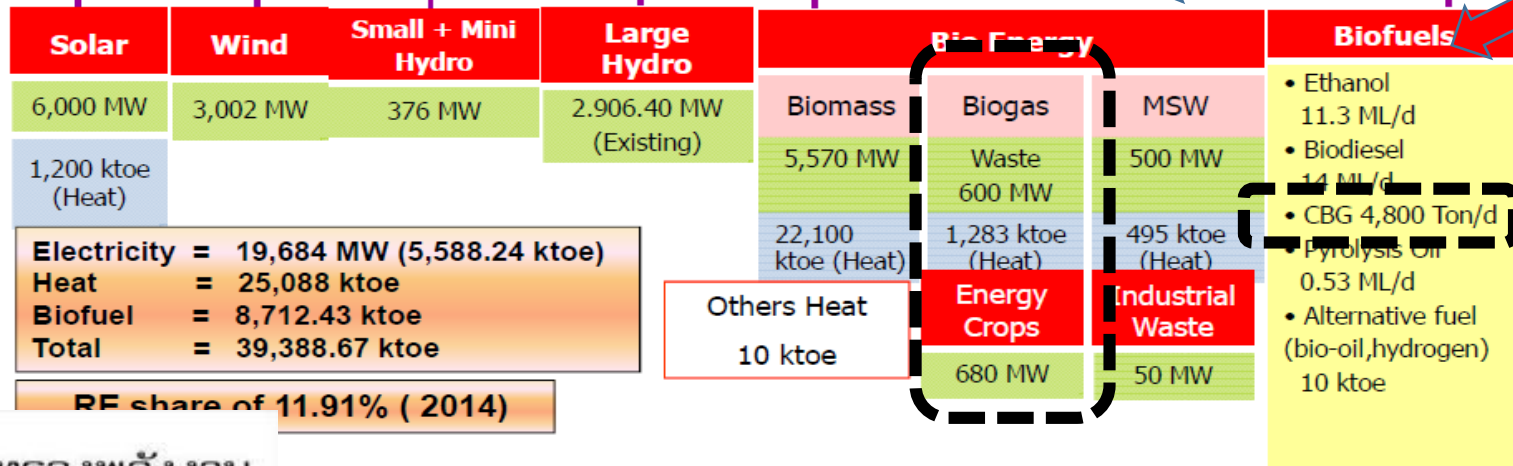 Solar
Wind
Small + Mini
Hydro
Large
Hydro
Bio Energy
Biofuels
6,000 MW
3,002 MW
376 MW
2.906.40 MW
(Existing)
1,200 ktoe
(Heat)
Biomass
Biogas
MSW
5,570 MW
Waste
600 MW
500 MW
22,100
ktoe (Heat)
1,283 ktoe
(Heat)
495 ktoe
(Heat)
Energy
Crops
Industrial
Waste
680 MW
50 MW
Others Heat
10 ktoe
• Ethanol
11.3 ML/d
• Biodiesel
14 ML/d
• CBG 4,800 Ton/d
• Pyrolysis Oil
0.53 ML/d
• Alternative fuel
(bio-oil,hydrogen)
10 ktoe
Electricity = 19,684 MW (5,588.24 ktoe)
Heat = 25,088 ktoe
Biofuel = 8,712.43 ktoe
Total = 39,388.67 ktoe
RE share of 11.91% ( 2014)